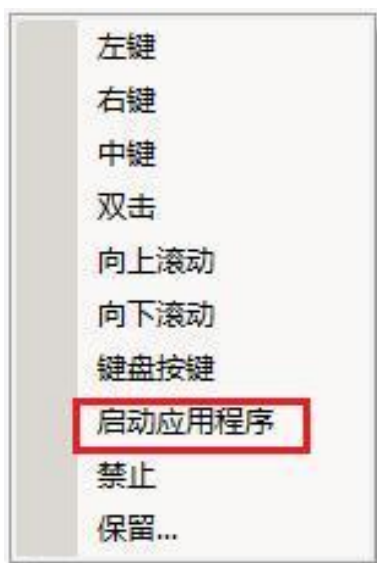 左键
右键
中键
双击
向上滚动
向下滚动
键盘按键
启动应用程序
禁止
保留...